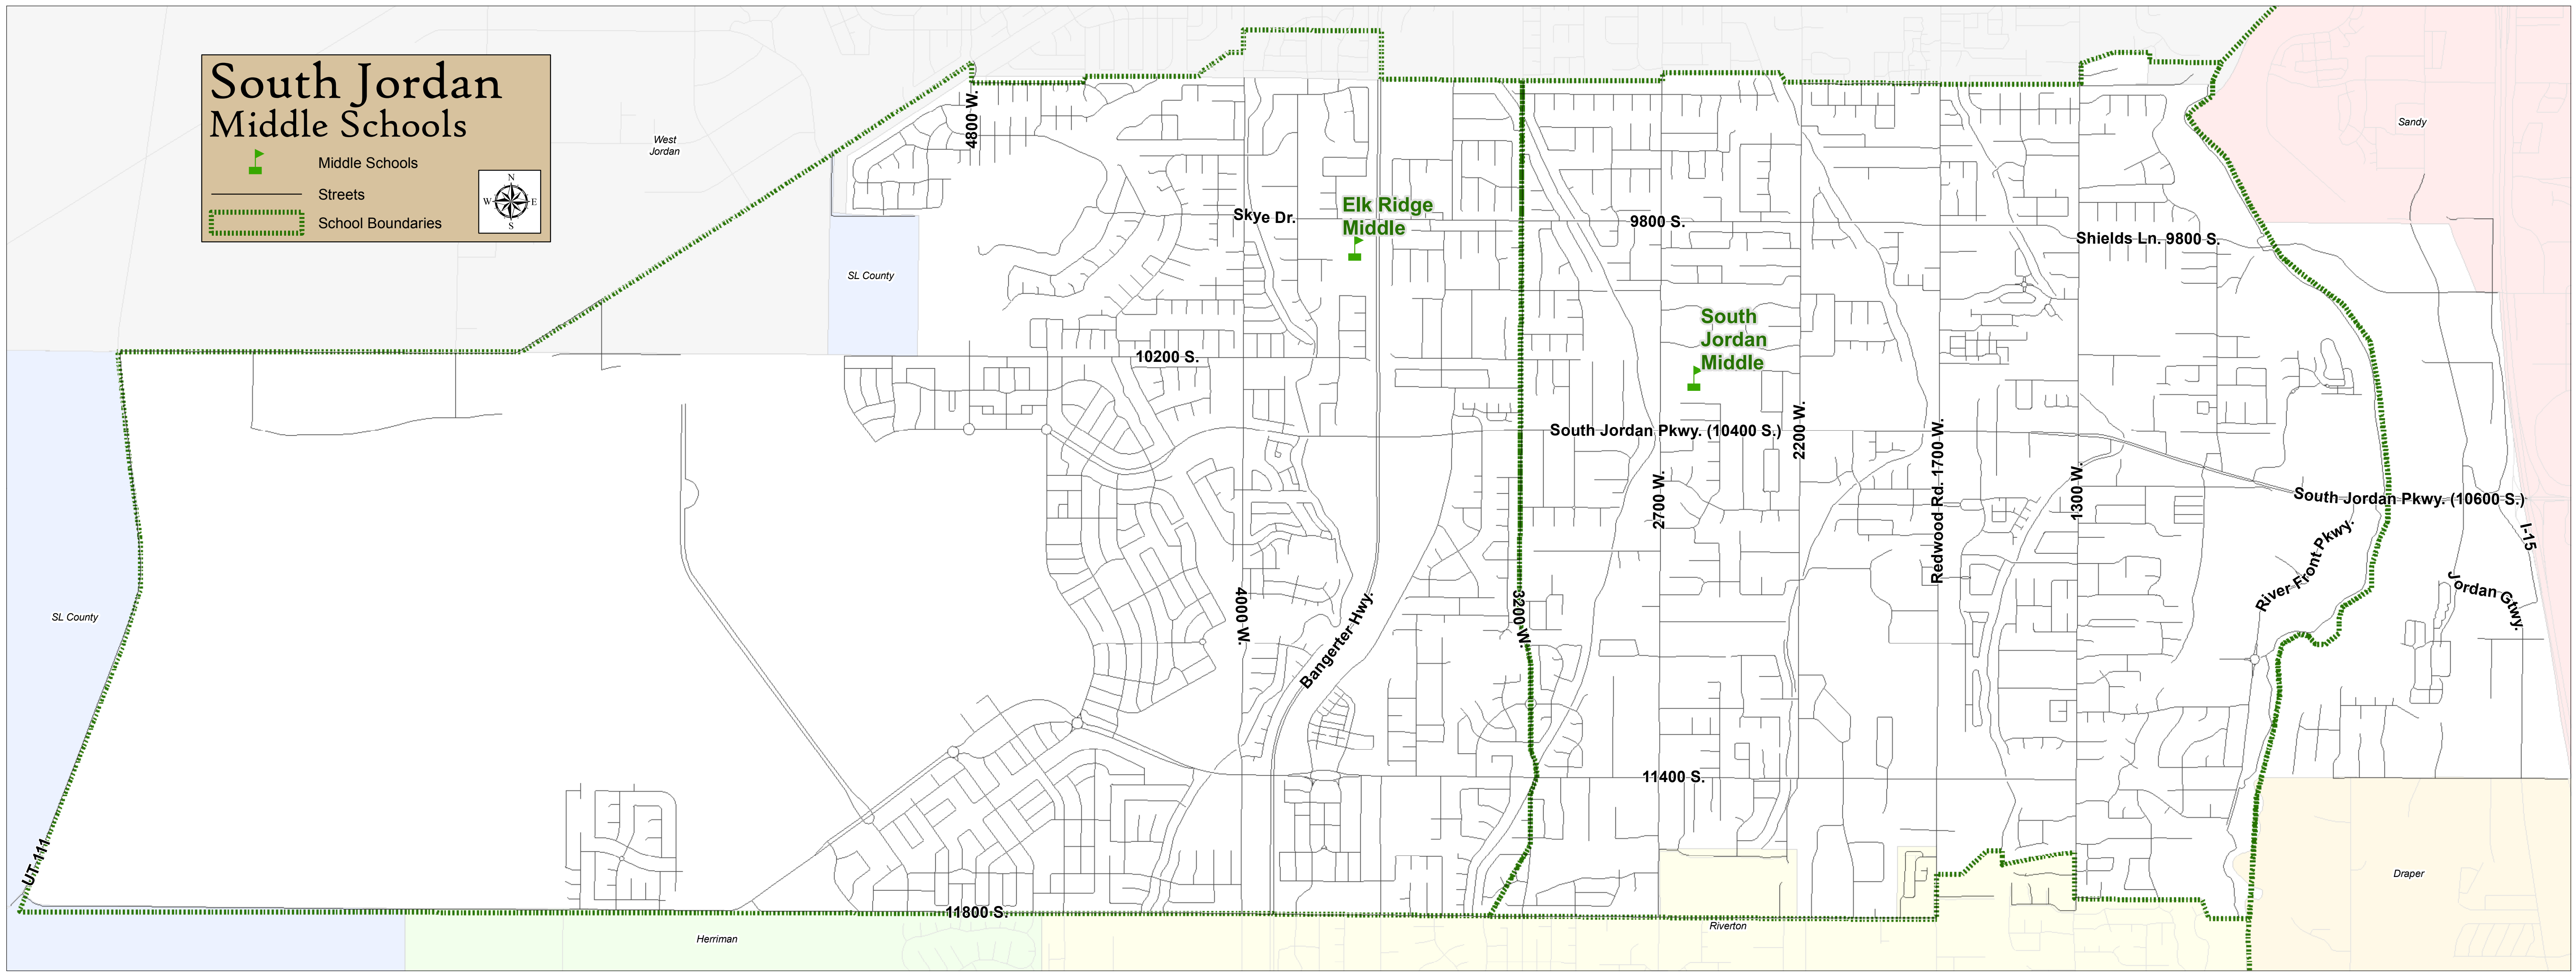 South Jordan
Middle Schools
Middle Schools
Streets
School Boundaries
N
W
E
S
West
Jordan
4800 W.
Sandy
Elk Ridge
Middle
Skye Dr.
9800 S.
Shields Ln. 9800 S.
SL County
South
Jordan
Middle
10200 S.
South Jordan Pkwy. (10400 S.)
2200 W.
2700 W.
Redwood Rd. 1700 W.
1300 W.
South Jordan Pkwy. (10600 S.)
I-15
River Front Pkwy.
Jordan Gtwy.
SL County
4000 W.
Bangerter Hwy.
3200 W.
11400 S.
UT 111
Draper
11800 S.
Herriman
Riverton